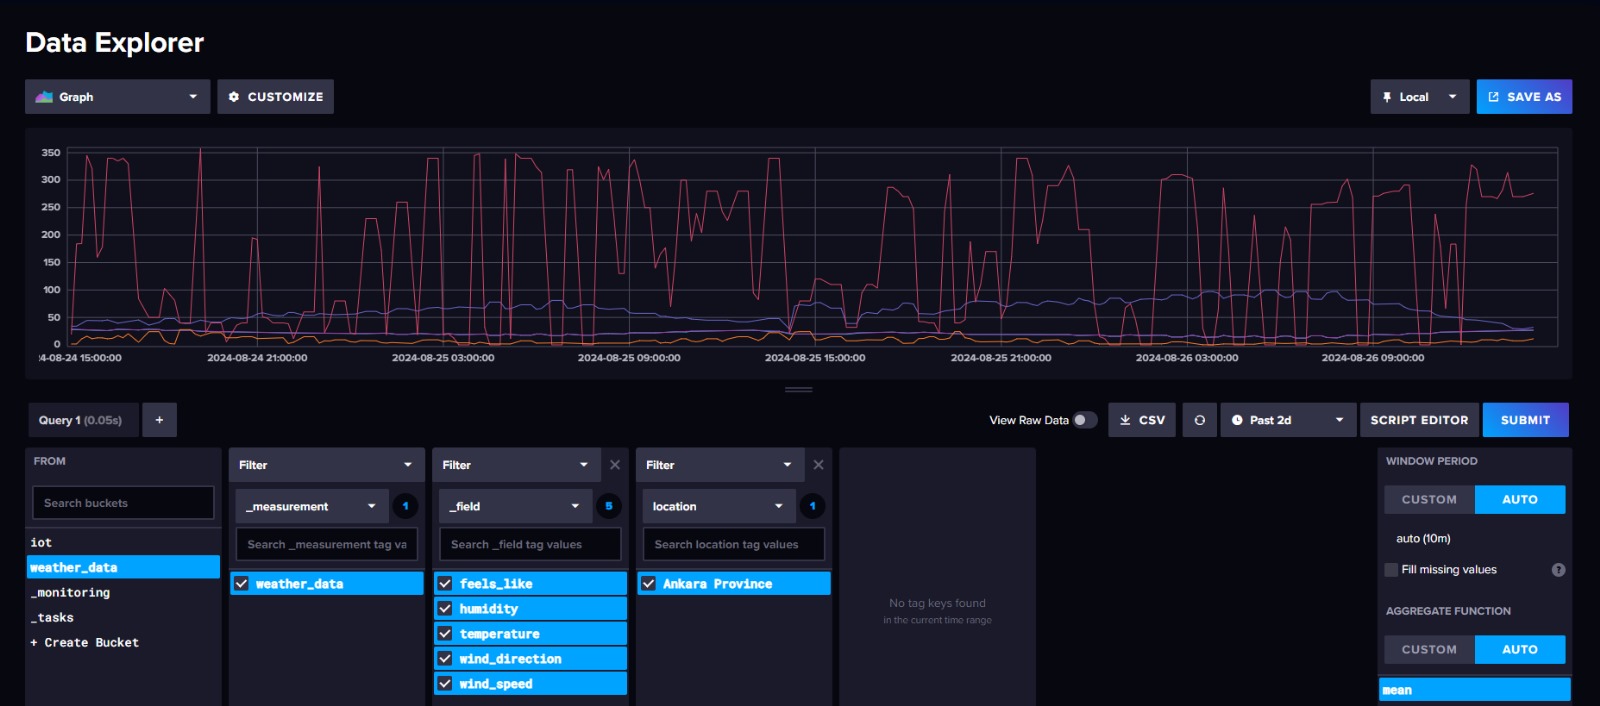 Data Explorer
Graph
CUSTOMIZE
Local
SAVE AS
350
300
250
200
150
100
50
0
4-08-24 15:00:00
2024-08-24 21:00:00
2024-08-25 03:00:00
2024-08-25 09:00:00
2024-08-25 15:00:00
2024-08-25 21:00:00
2024-08-26 03:00:00
2024-08-26 09:00:00
Query 1 (0.05s)
+
View Raw Data
CSV
Past 2d
SCRIPT EDITOR
SUBMIT
FROM
Search buckets
iot
weather_data
_monitoring
_tasks
+ Create Bucket
Filter
_measurement
1
Search _measurement tag va
weather_data
Filter
_field
5
Search _field tag values
feels_like
humidity
temperature
wind_direction
wind_speed
Filter
location
1
Search location tag values
Ankara Province
No tag keys found
in the current time range
WINDOW PERIOD
CUSTOM
AUTO
auto (10m)
Fill missing values
?
AGGREGATE FUNCTION
CUSTOM
AUTO
mean